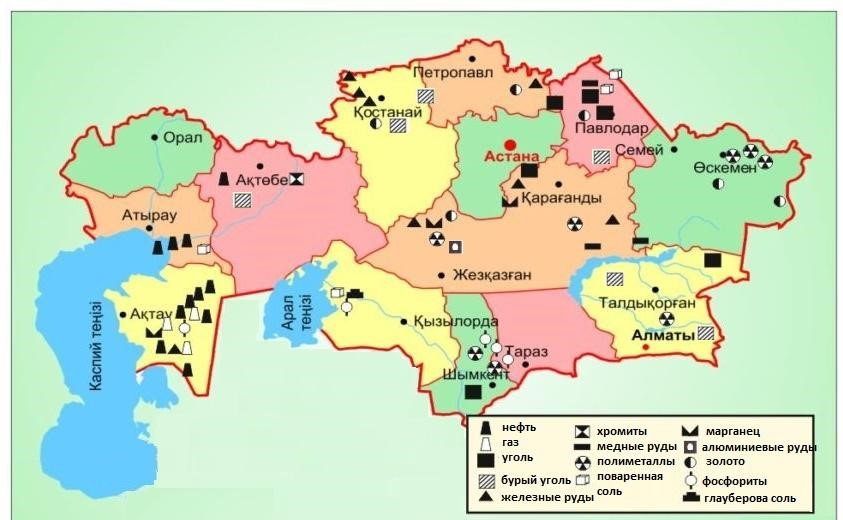 Петропавл
Қостанай
Павлодар
Орал
Астана
Семей
Өскемен
Ақтөбе
Қарағанды
Атырау
Жезқазған
Талдықорған
Ақтау
Каспий теңізі
Арал
теңізі
Қызылорда
Алматы
Тараз
Шымкент
нефть
хромиты
марганец
газ
медные руды
алюминиевые руды
уголь
полиметаллы
золото
бурый уголь
поваренная
соль
фосфориты
железные руды
глауберова соль